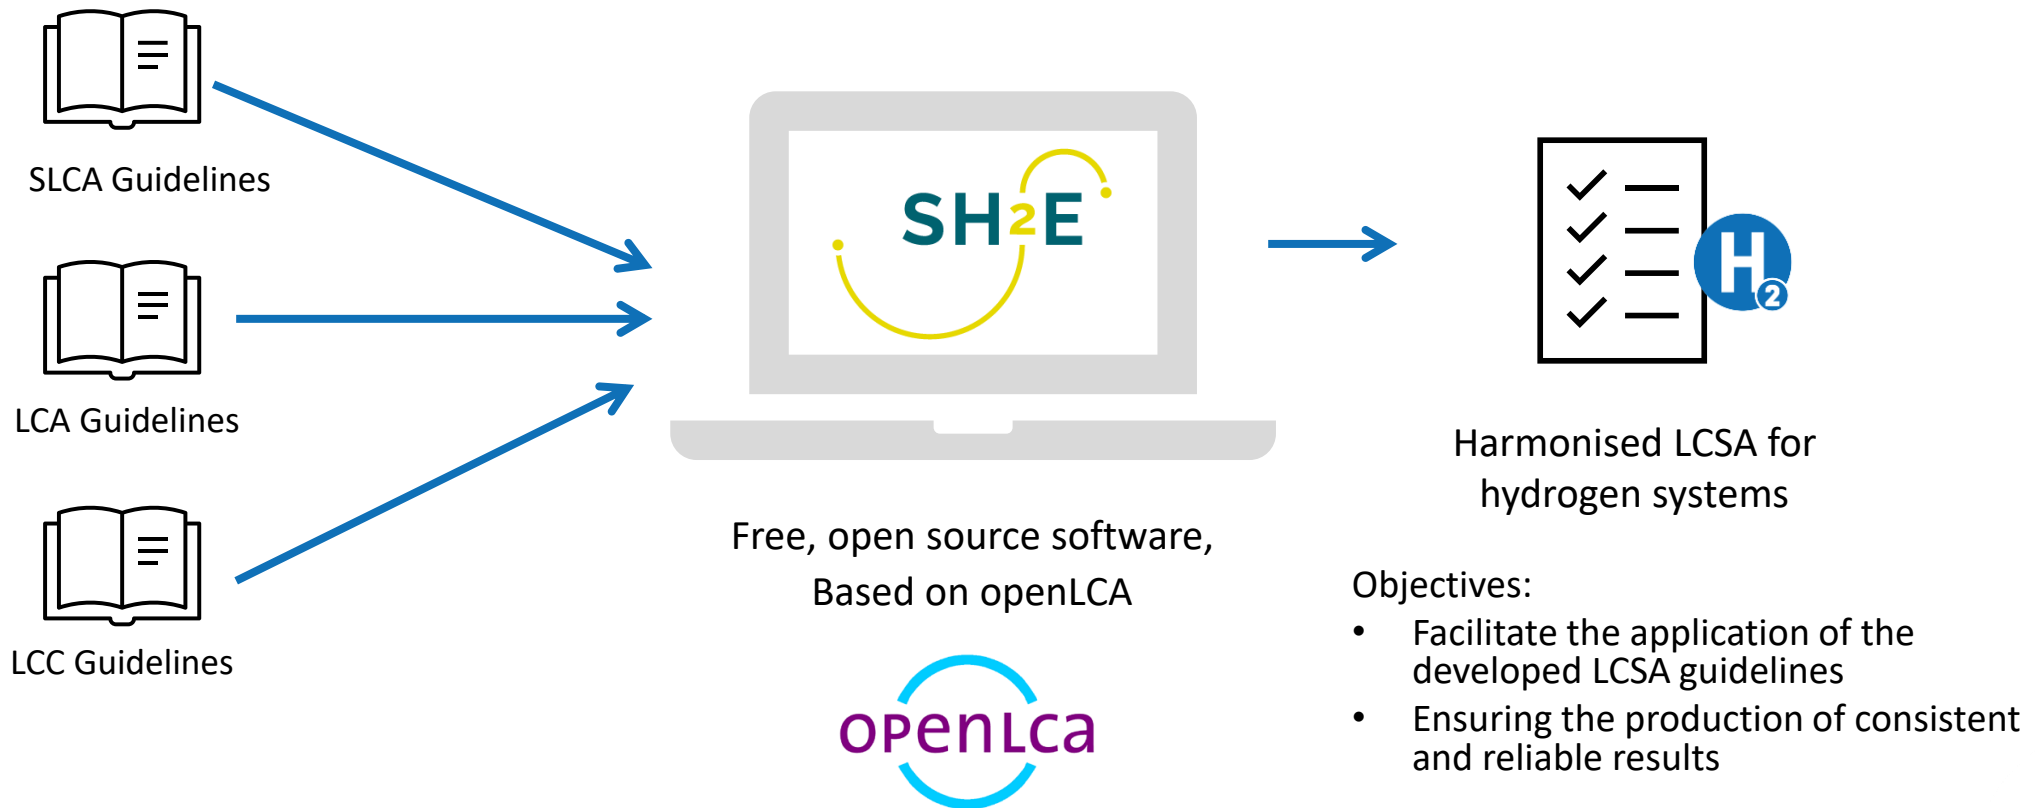 SLCA Guidelines
LCA Guidelines
LCC Guidelines
SH2E
Free, open source software,
Based on openLCA
openLca
H2
Harmonised LCSA for
hydrogen systems
Objectives:
• Facilitate the application of the
developed LCSA guidelines
• Ensuring the production of consistent
and reliable results